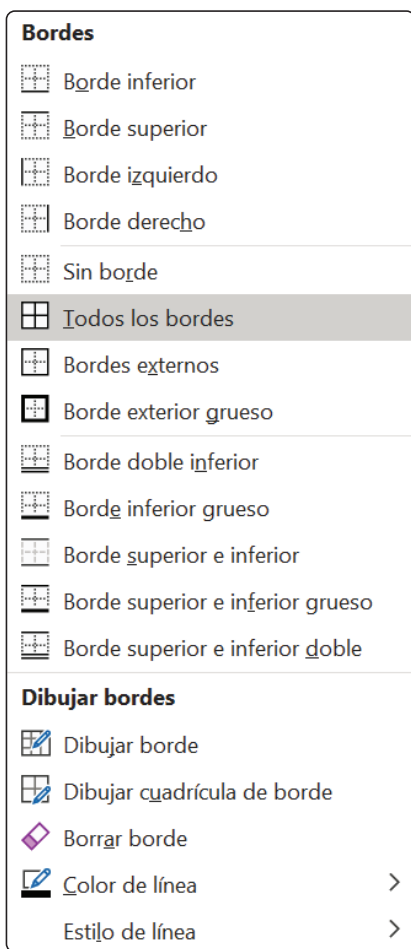 Bordes
Borde inferior
Borde superior
Borde izquierdo
Borde derecho
Sin borde
Todos los bordes
Bordes externos
Borde exterior grueso
Borde doble inferior
Borde inferior grueso
Borde superior e inferior
Borde superior e inferior grueso
Borde superior e inferior doble
Dibujar bordes
Dibujar borde
Dibujar cuadrícula de borde
Borrar borde
Color de línea
Estilo de línea